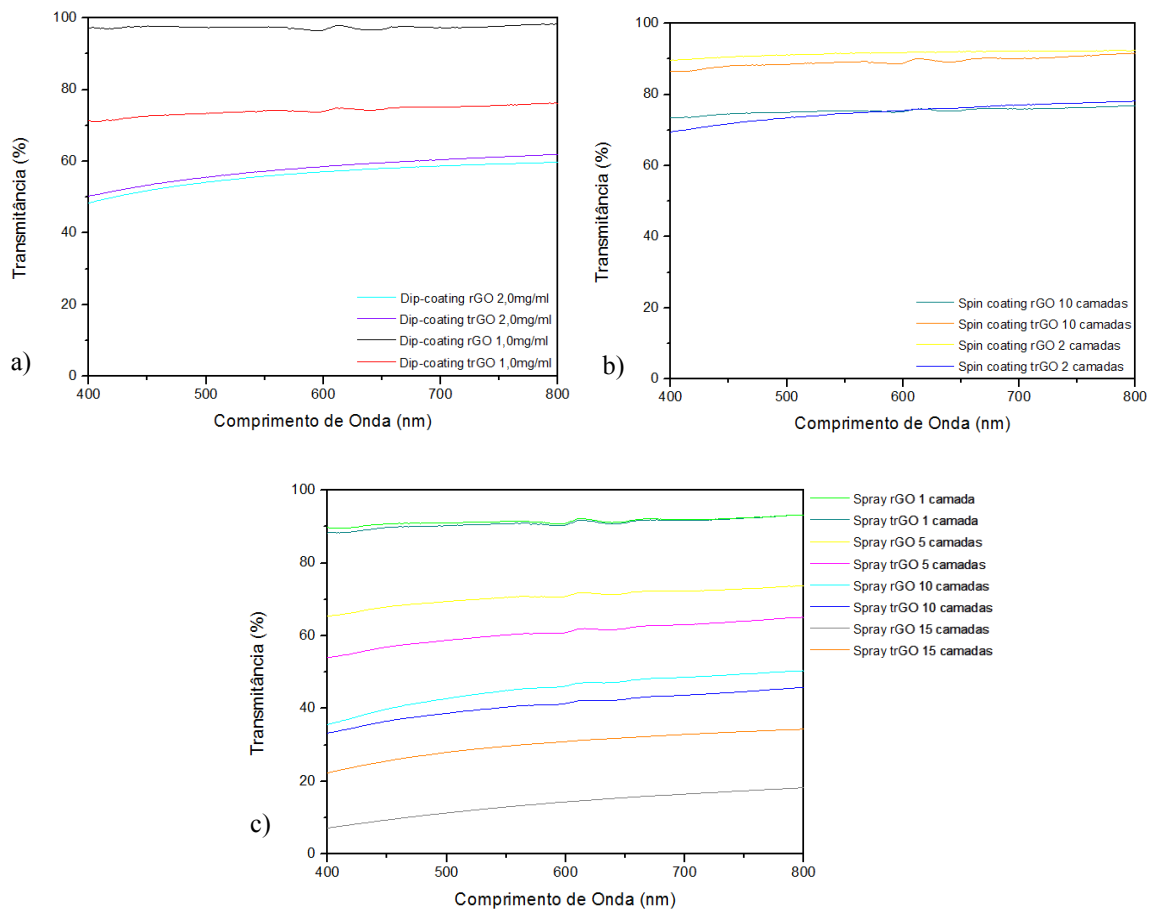 100
80
60
40
20
0
Transmitância (%)
Dip-coating rGO 2,0mg/ml
Dip-coating trGO 2,0mg/ml
Dip-coating rGO 1,0mg/ml
Dip-coating trGO 1,0mg/ml
a)
400 500 600 700 800
Comprimento de Onda (nm)
100
80
60
40
20
0
Transmitância (%)
Spin coating rGO 10 camadas
Spin coating trGO 10 camadas
Spin coating rGO 2 camadas
Spin coating trGO 2 camadas
b)
400 500 600 700 800
Comprimento de Onda (nm)
100
80
60
40
20
0
Transmitância (%)
Spray rGO 1 camada
Spray trGO 1 camada
Spray rGO 5 camadas
Spray trGO 5 camadas
Spray rGO 10 camadas
Spray trGO 10 camadas
Spray rGO 15 camadas
Spray trGO 15 camadas
c)
400 500 600 700 800
Comprimento de Onda (nm)